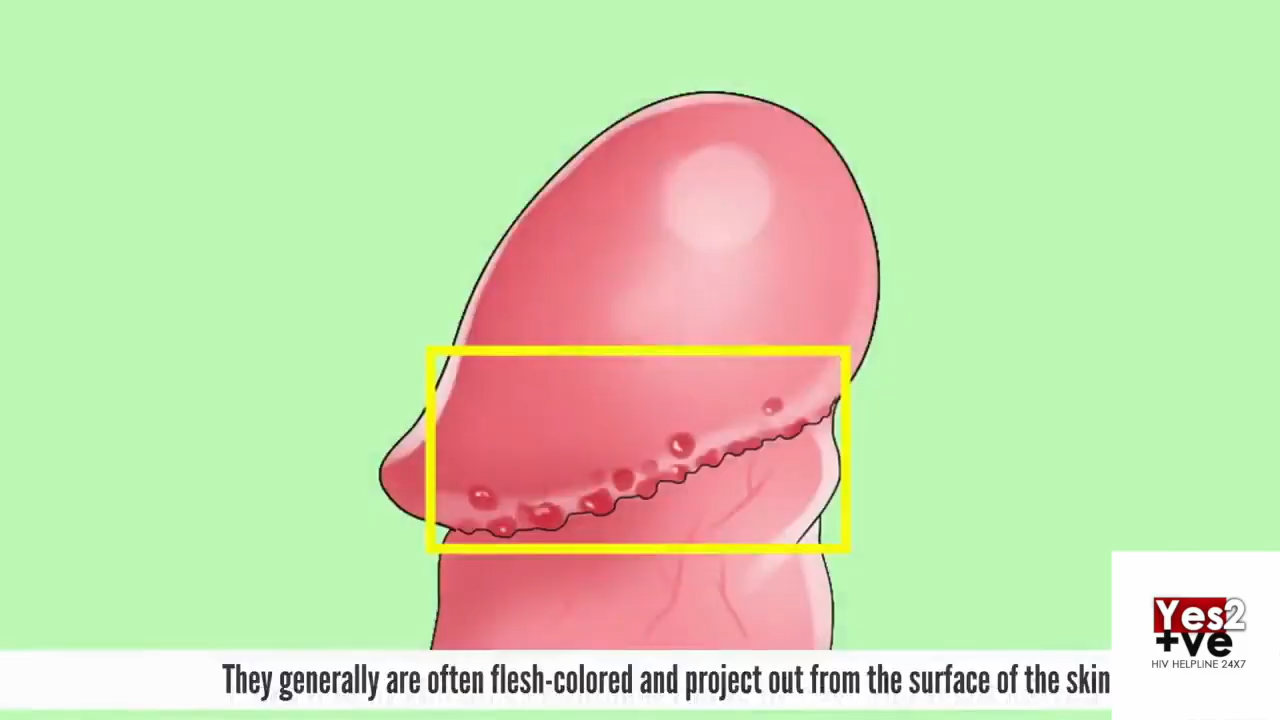 They generally are often flesh-colored and project out from the surface of the skin
Yes2
+ve
HIV HELPLINE 24X7